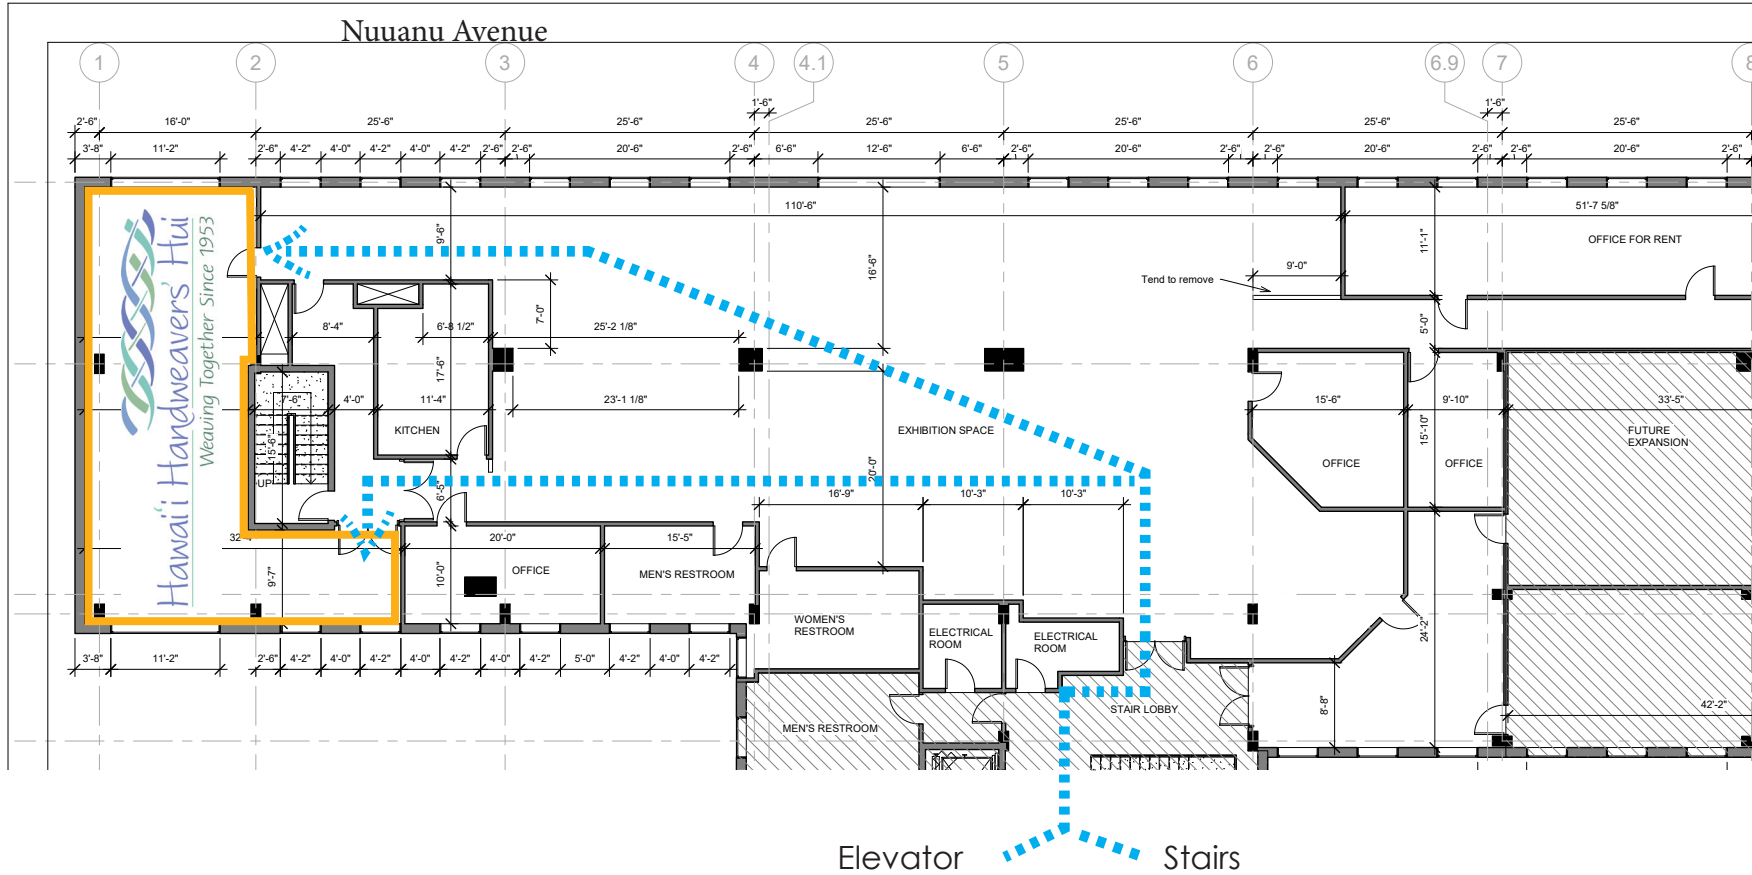 Nuuanu Avenue
1 2 3 4 4.1 5 6 6.9 7 8
1'-6" 1'-6"
2'-6" 16'-0" 25'-6" 25'-6" 25'-6" 25'-6" 25'-6" 25'-6"
3'-8" 11'-2" 2'-6" 4'-2" 4'-0" 4'-2" 4'-0" 4'-2" 2'-6" 2'-6" 20'-6" 2'-6" 6'-6" 12'-6" 6'-6" 2'-6" 20'-6" 2'-6" 2'-6" 20'-6" 2'-6" 2'-6" 20'-6" 2'-6"
110'-6"
51'-7 5/8"
9'-6"
16'-6"
11'-1"
OFFICE FOR RENT
9'-0"
Tend to remove
Hawai'i Handweavers' Hui
Weaving Together Since 1953
8'-4"
6'-8 1/2"
7'-0"
25'-2 1/8"
5'-0"
17'-6"
7'-6"
4'-0"
11'-4"
23'-1 1/8"
15'-6"
9'-10"
33'-5"
KITCHEN
EXHIBITION SPACE
15'-6"
15'-10"
FUTURE
EXPANSION
OFFICE
OFFICE
UP
6'-5"
20'-0"
16'-9"
10'-3"
10'-3"
20'-0"
15'-5"
9'-7"
10'-0"
OFFICE
MEN'S RESTROOM
WOMEN'S
RESTROOM
ELECTRICAL
ROOM
ELECTRICAL
ROOM
24'-2"
3'-8" 11'-2" 2'-6" 4'-2" 4'-0" 4'-2" 4'-0" 4'-2" 4'-0" 4'-2" 5'-0" 4'-2" 4'-0" 4'-2"
MEN'S RESTROOM
STAIR LOBBY
8'-8"
42'-2"
Elevator
Stairs